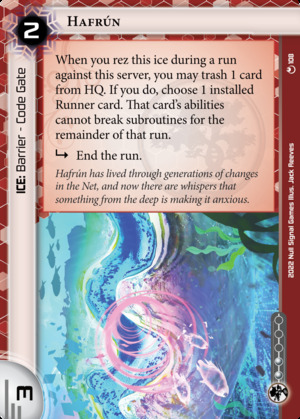 2
HAFRÚN
ICE: Barrier - Code Gate
When you rez this ice during a run
against this server, you may trash 1 card
from HQ. If you do, choose 1 installed
Runner card. That card's abilities
cannot break subroutines for the
remainder of that run.
↳ End the run.
Hafrún has lived through generations of changes
in the Net, and now there are whispers that
something from the deep is making it anxious.
108
2022 Null Signal Games Illus. Jack Reeves
3